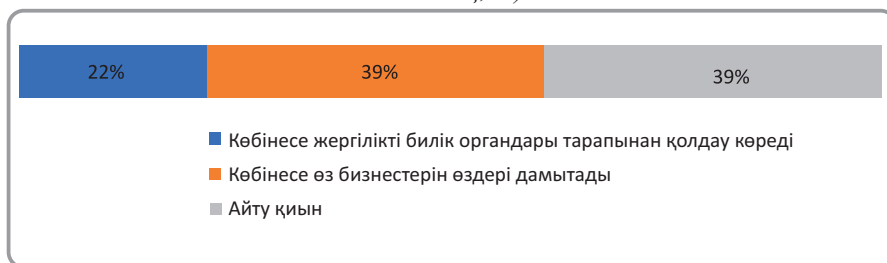 22% 39% 39%
Көбінесе жергілікті билік органдары тарапынан қолдау көреді
Көбінесе өз бизнестерін өздері дамытады
Айту қиын